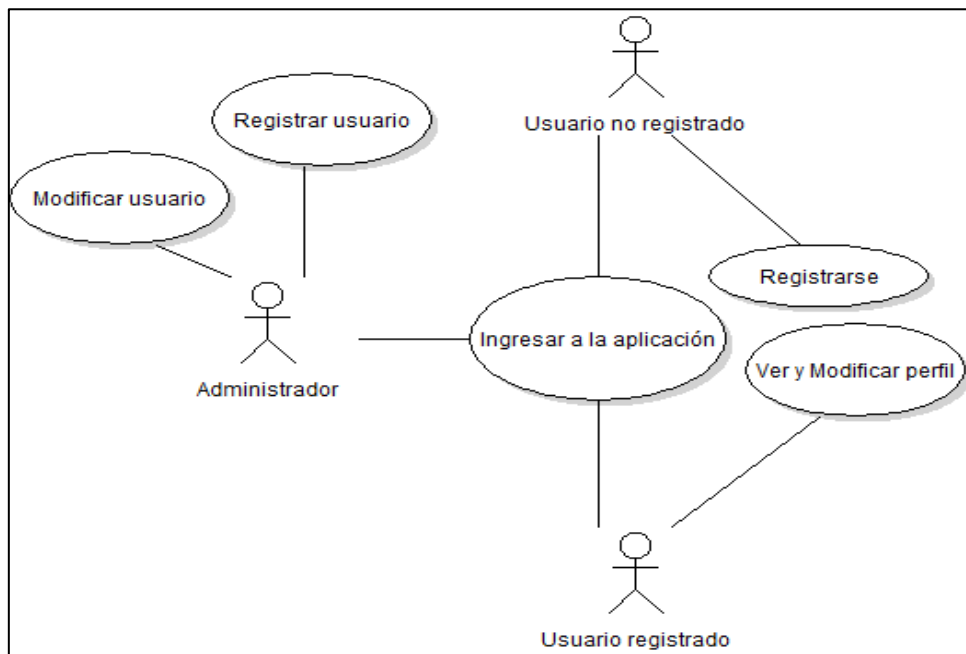 Usuario no registrado
Registrar usuario
Modificar usuario
Registrarse
Ingresar a la aplicación
Ver y Modificar perfil
Administrador
Usuario registrado